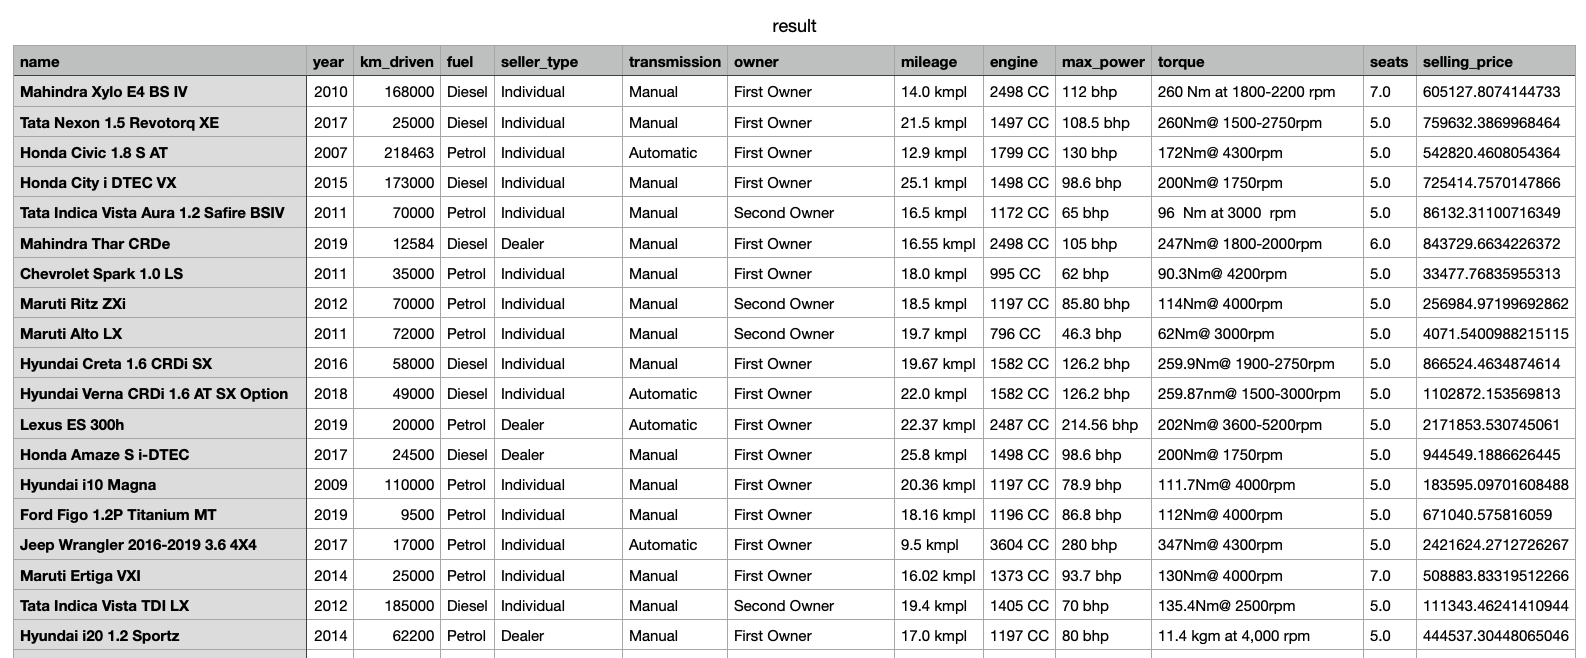 result
name year km_driven fuel seller_type transmission owner mileage engine max_power torque seats selling_price
Mahindra Xylo E4 BS IV 2010 168000 Diesel Individual Manual First Owner 14.0 kmpl 2498 CC 112 bhp 260 Nm at 1800-2200 rpm 7.0 605127.8074144733
Tata Nexon 1.5 Revotorq XE 2017 25000 Diesel Individual Manual First Owner 21.5 kmpl 1497 CC 108.5 bhp 260Nm@ 1500-2750rpm 5.0 759632.3869968464
Honda Civic 1.8 S AT 2007 218463 Petrol Individual Automatic First Owner 12.9 kmpl 1799 CC 130 bhp 172Nm@ 4300rpm 5.0 542820.4608054364
Honda City i DTEC VX 2015 173000 Diesel Individual Manual First Owner 25.1 kmpl 1498 CC 98.6 bhp 200Nm@ 1750rpm 5.0 725414.7570147866
Tata Indica Vista Aura 1.2 Safire BSIV 2011 70000 Petrol Individual Manual Second Owner 16.5 kmpl 1172 CC 65 bhp 96  Nm at 3000  rpm 5.0 86132.31100716349
Mahindra Thar CRDe 2019 12584 Diesel Dealer Manual First Owner 16.55 kmpl 2498 CC 105 bhp 247Nm@ 1800-2000rpm 6.0 843729.6634226372
Chevrolet Spark 1.0 LS 2011 35000 Petrol Individual Manual First Owner 18.0 kmpl 995 CC 62 bhp 90.3Nm@ 4200rpm 5.0 33477.76835955313
Maruti Ritz ZXi 2012 70000 Petrol Individual Manual Second Owner 18.5 kmpl 1197 CC 85.80 bhp 114Nm@ 4000rpm 5.0 256984.97199692862
Maruti Alto LX 2011 72000 Petrol Individual Manual Second Owner 19.7 kmpl 796 CC 46.3 bhp 62Nm@ 3000rpm 5.0 4071.5400988215115
Hyundai Creta 1.6 CRDi SX 2016 58000 Diesel Individual Manual First Owner 19.67 kmpl 1582 CC 126.2 bhp 259.9Nm@ 1900-2750rpm 5.0 866524.4634874614
Hyundai Verna CRDi 1.6 AT SX Option 2018 49000 Diesel Individual Automatic First Owner 22.0 kmpl 1582 CC 126.2 bhp 259.87nm@ 1500-3000rpm 5.0 1102872.153569813
Lexus ES 300h 2019 20000 Petrol Dealer Automatic First Owner 22.37 kmpl 2487 CC 214.56 bhp 202Nm@ 3600-5200rpm 5.0 2171853.530745061
Honda Amaze S i-DTEC 2017 24500 Diesel Dealer Manual First Owner 25.8 kmpl 1498 CC 98.6 bhp 200Nm@ 1750rpm 5.0 944549.1886626445
Hyundai i10 Magna 2009 110000 Petrol Individual Manual First Owner 20.36 kmpl 1197 CC 78.9 bhp 111.7Nm@ 4000rpm 5.0 183595.09701608488
Ford Figo 1.2P Titanium MT 2019 9500 Petrol Individual Manual First Owner 18.16 kmpl 1196 CC 86.8 bhp 112Nm@ 4000rpm 5.0 671040.575816059
Jeep Wrangler 2016-2019 3.6 4X4 2017 17000 Petrol Individual Automatic First Owner 9.5 kmpl 3604 CC 280 bhp 347Nm@ 4300rpm 5.0 2421624.2712726267
Maruti Ertiga VXI 2014 25000 Petrol Individual Manual First Owner 16.02 kmpl 1373 CC 93.7 bhp 130Nm@ 4000rpm 7.0 508883.83319512266
Tata Indica Vista TDI LX 2012 185000 Diesel Individual Manual Second Owner 19.4 kmpl 1405 CC 70 bhp 135.4Nm@ 2500rpm 5.0 111343.46241410944
Hyundai i20 1.2 Sportz 2014 62200 Petrol Dealer Manual First Owner 17.0 kmpl 1197 CC 80 bhp 11.4 kgm at 4,000 rpm 5.0 444537.30448065046